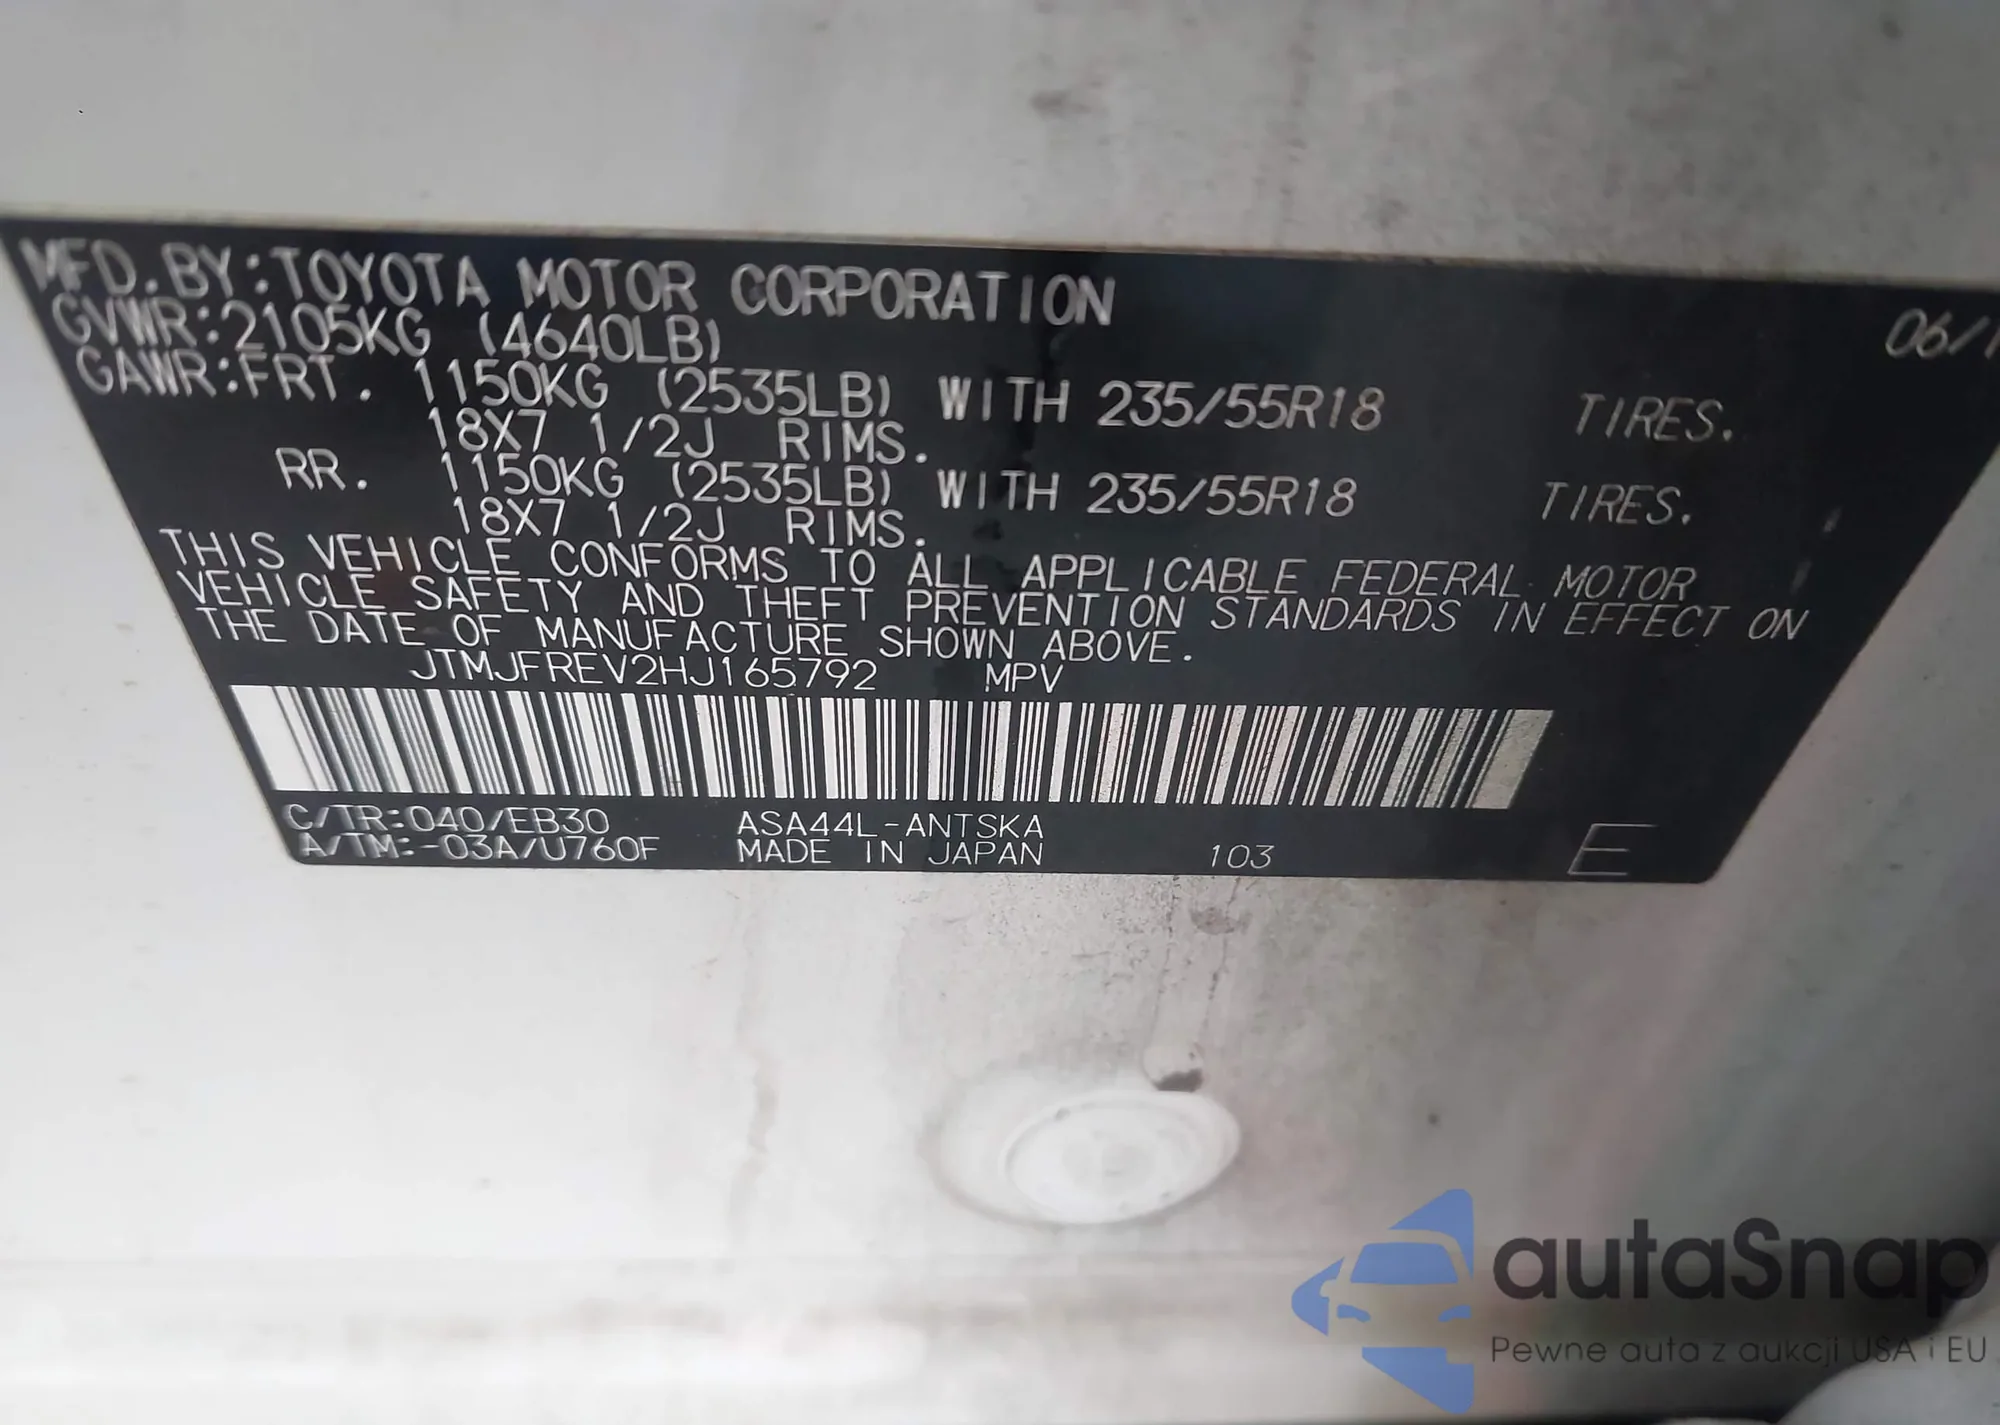 MFD. BY: TOYOTA MOTOR CORPORATION 06/1
GVWR: 2105KG (4640LB)
GAWR: FRT. 1150KG (2535LB) WITH 235/55R18 TIRES.
18X7 1/2J RIMS.
RR. 1150KG (2535LB) WITH 235/55R18 TIRES.
18X7 1/2J RIMS.
THIS VEHICLE CONFORMS TO ALL APPLICABLE FEDERAL MOTOR
VEHICLE SAFETY AND THEFT PREVENTION STANDARDS IN EFFECT ON
THE DATE OF MANUFACTURE SHOWN ABOVE.
JTMJFREV2HJ165792 MPV
C/TR: 040/EB30 ASA44L-ANTSKA
A/TM: -03A/U760F MADE IN JAPAN 103 E
autaSnap
Pewne auta z aukcji USA i EU